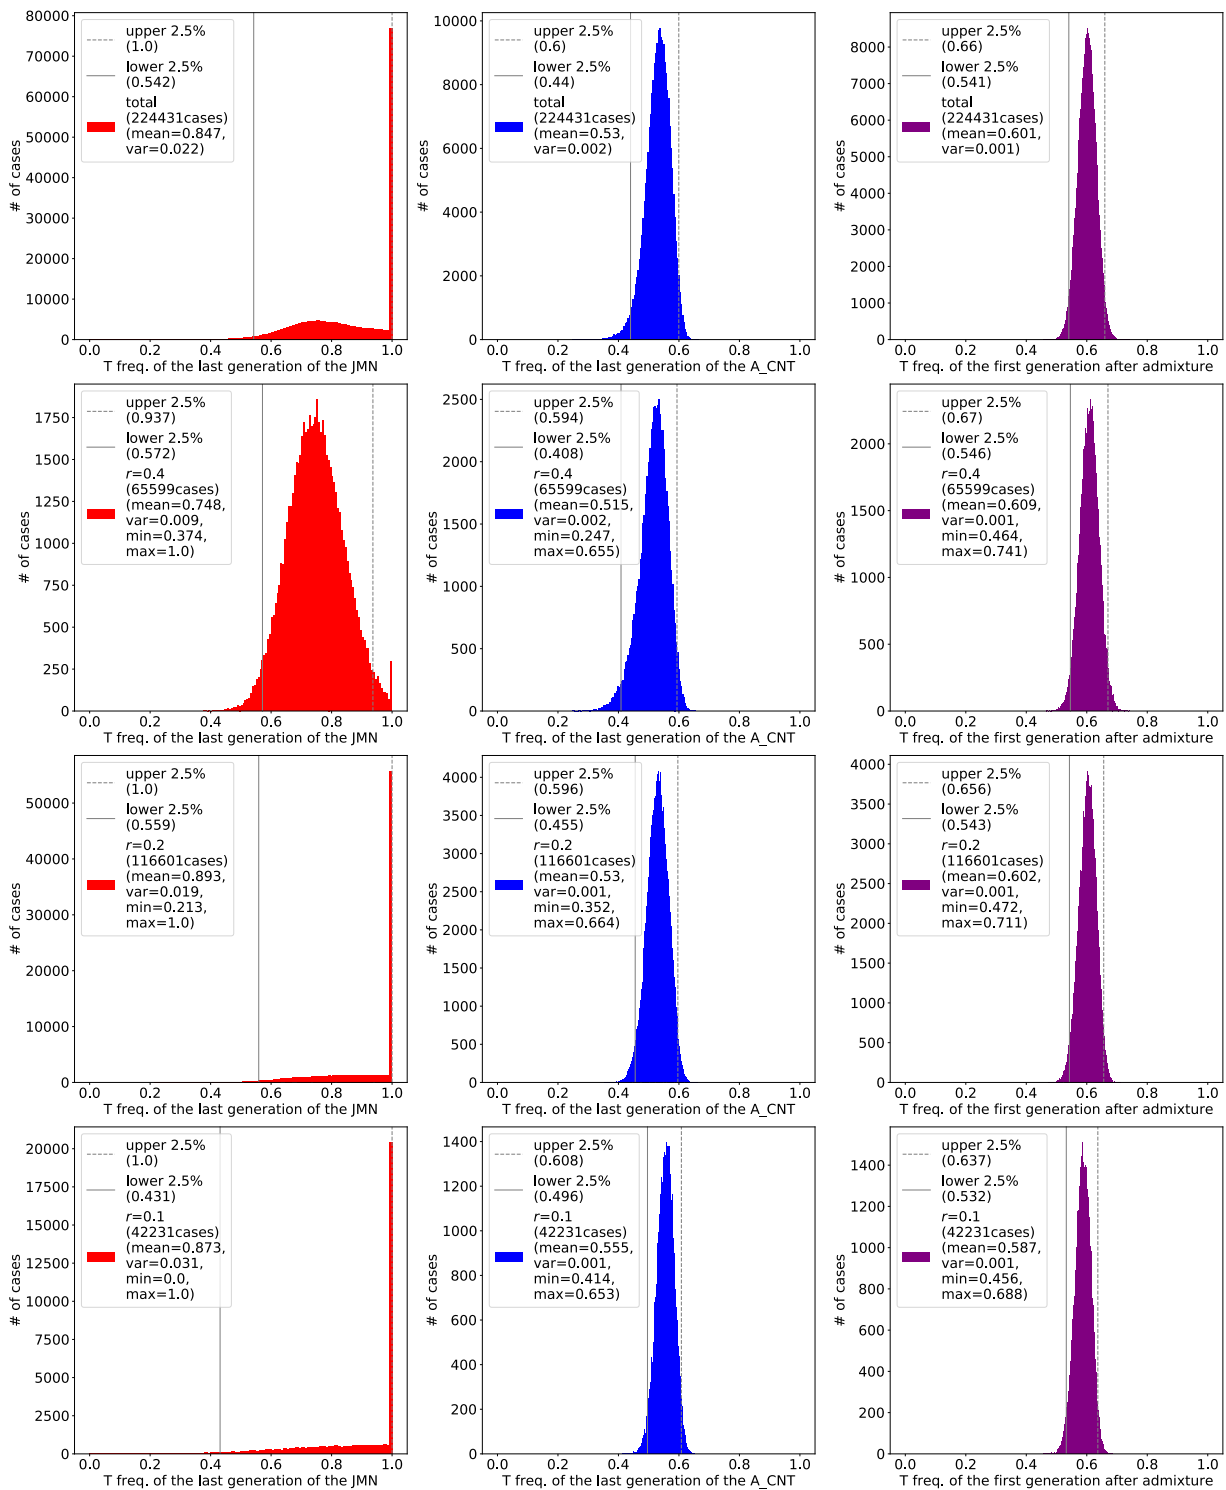 80000
70000
60000
50000
40000
30000
20000
10000
0
# of cases
upper 2.5%
(1.0)
lower 2.5%
(0.542)
total
(224431cases)
(mean=0.847,
var=0.022)
0.0 0.2 0.4 0.6 0.8 1.0
T freq. of the last generation of the JMN
10000
8000
6000
4000
2000
0
# of cases
upper 2.5%
(0.6)
lower 2.5%
(0.44)
total
(224431cases)
(mean=0.53,
var=0.002)
0.0 0.2 0.4 0.6 0.8 1.0
T freq. of the last generation of the A_CNT
8000
7000
6000
5000
4000
3000
2000
1000
0
# of cases
upper 2.5%
(0.66)
lower 2.5%
(0.541)
total
(224431cases)
(mean=0.601,
var=0.001)
0.0 0.2 0.4 0.6 0.8 1.0
T freq. of the first generation after admixture
1750
1500
1250
1000
750
500
250
0
# of cases
upper 2.5%
(0.937)
lower 2.5%
(0.572)
r=0.4
(65599cases)
(mean=0.748,
var=0.009,
min=0.374,
max=1.0)
0.0 0.2 0.4 0.6 0.8 1.0
T freq. of the last generation of the JMN
2500
2000
1500
1000
500
0
# of cases
upper 2.5%
(0.594)
lower 2.5%
(0.408)
r=0.4
(65599cases)
(mean=0.515,
var=0.002,
min=0.247,
max=0.655)
0.0 0.2 0.4 0.6 0.8 1.0
T freq. of the last generation of the A_CNT
2000
1500
1000
500
0
# of cases
upper 2.5%
(0.67)
lower 2.5%
(0.546)
r=0.4
(65599cases)
(mean=0.609,
var=0.001,
min=0.464,
max=0.741)
0.0 0.2 0.4 0.6 0.8 1.0
T freq. of the first generation after admixture
50000
40000
30000
20000
10000
0
# of cases
upper 2.5%
(1.0)
lower 2.5%
(0.559)
r=0.2
(116601cases)
(mean=0.893,
var=0.019,
min=0.213,
max=1.0)
0.0 0.2 0.4 0.6 0.8 1.0
T freq. of the last generation of the JMN
4000
3500
3000
2500
2000
1500
1000
500
0
# of cases
upper 2.5%
(0.596)
lower 2.5%
(0.455)
r=0.2
(116601cases)
(mean=0.53,
var=0.001,
min=0.352,
max=0.664)
0.0 0.2 0.4 0.6 0.8 1.0
T freq. of the last generation of the A_CNT
4000
3500
3000
2500
2000
1500
1000
500
0
# of cases
upper 2.5%
(0.656)
lower 2.5%
(0.543)
r=0.2
(116601cases)
(mean=0.602,
var=0.001,
min=0.472,
max=0.711)
0.0 0.2 0.4 0.6 0.8 1.0
T freq. of the first generation after admixture
20000
17500
15000
12500
10000
7500
5000
2500
0
# of cases
upper 2.5%
(1.0)
lower 2.5%
(0.431)
r=0.1
(42231cases)
(mean=0.873,
var=0.031,
min=0.0,
max=1.0)
0.0 0.2 0.4 0.6 0.8 1.0
T freq. of the last generation of the JMN
1400
1200
1000
800
600
400
200
0
# of cases
upper 2.5%
(0.608)
lower 2.5%
(0.496)
r=0.1
(42231cases)
(mean=0.555,
var=0.001,
min=0.414,
max=0.653)
0.0 0.2 0.4 0.6 0.8 1.0
T freq. of the last generation of the A_CNT
1400
1200
1000
800
600
400
200
0
# of cases
upper 2.5%
(0.637)
lower 2.5%
(0.532)
r=0.1
(42231cases)
(mean=0.587,
var=0.001,
min=0.456,
max=0.688)
0.0 0.2 0.4 0.6 0.8 1.0
T freq. of the first generation after admixture